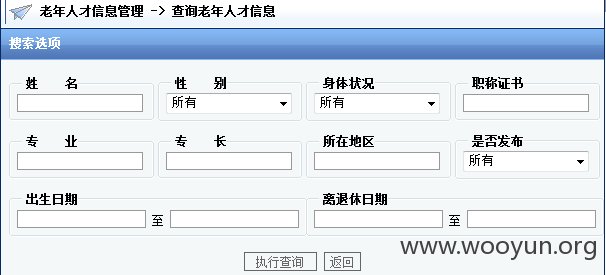 老年人才信息管理 -> 查询老年人才信息
搜索选项
姓 名 性 别 身体状况 职称证书
所有 所有
专 业 专 长 所在地区 是否发布
所有
出生日期 离退休日期
至 至
执行查询 返回
www.wooyun.org